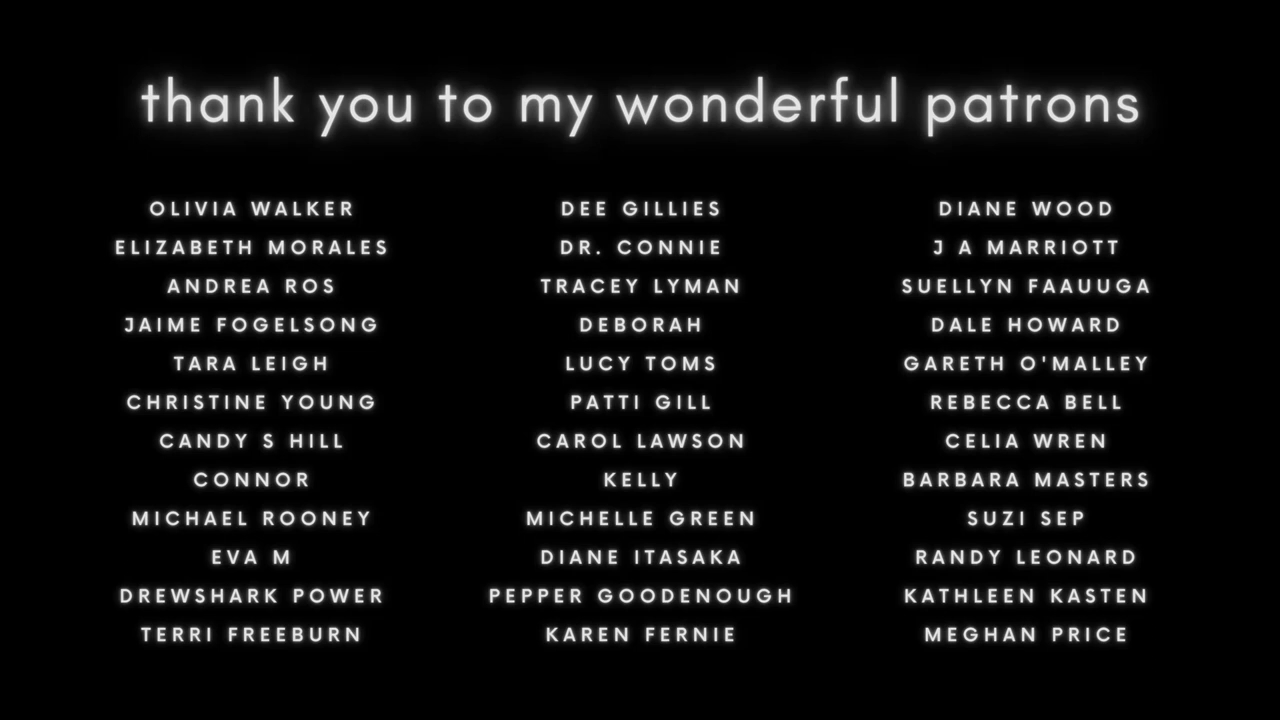 thank you to my wonderful patrons
OLIVIA WALKER
ELIZABETH MORALES
ANDREA ROS
JAIME FOGELSONG
TARA LEIGH
CHRISTINE YOUNG
CANDY S HILL
CONNOR
MICHAEL ROONEY
EVA M
DREWSHARK POWER
TERRI FREEBURN
DEE GILLIES
DR. CONNIE
TRACEY LYMAN
DEBORAH
LUCY TOMS
PATTI GILL
CAROL LAWSON
KELLY
MICHELLE GREEN
DIANE ITASAKA
PEPPER GOODENOUGH
KAREN FERNIE
DIANE WOOD
J A MARRIOTT
SUELLYN FAAUUGA
DALE HOWARD
GARETH O'MALLEY
REBECCA BELL
CELIA WREN
BARBARA MASTERS
SUZI SEP
RANDY LEONARD
KATHLEEN KASTEN
MEGHAN PRICE